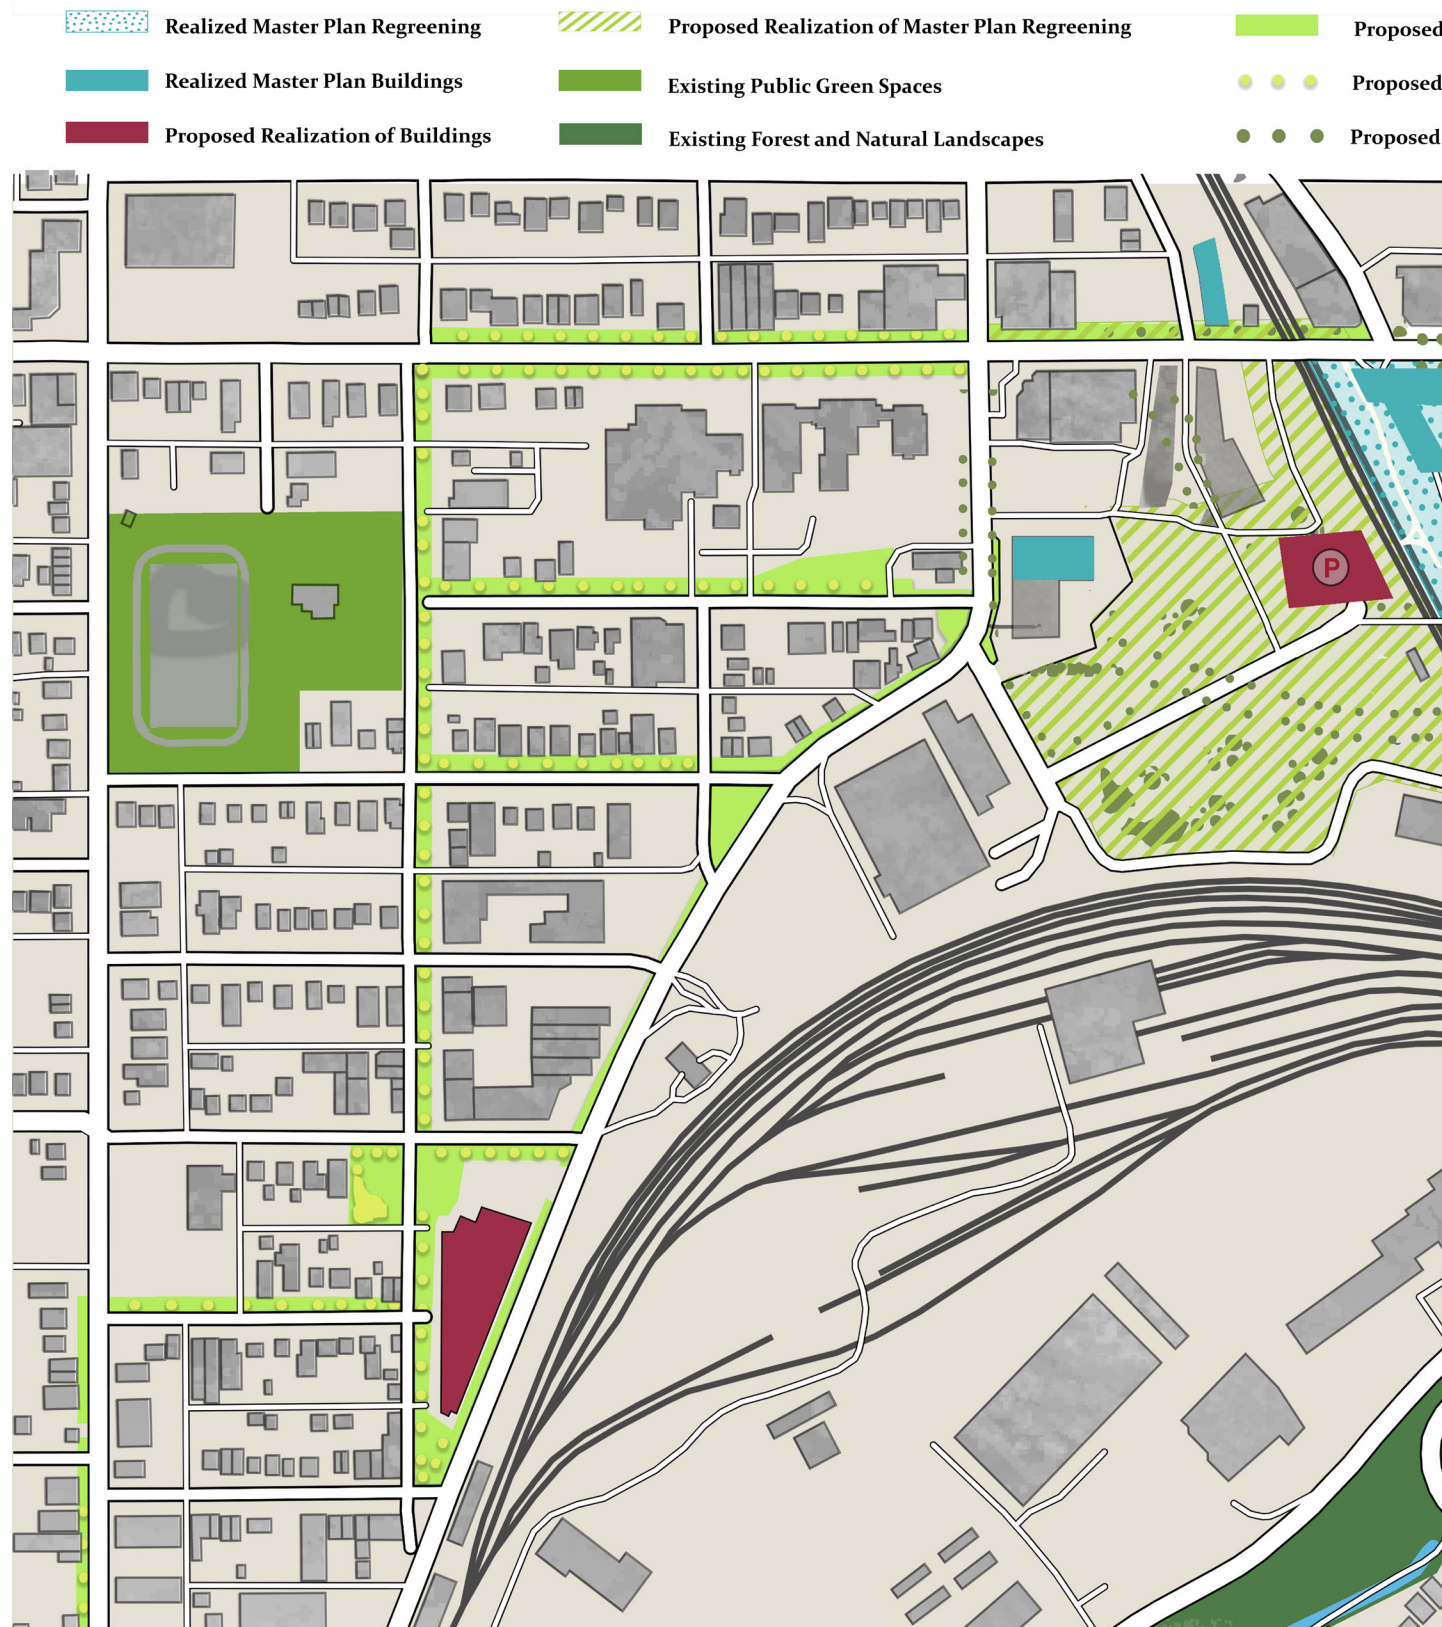 Realized Master Plan Regreening
Proposed Realization of Master Plan Regreening
Proposed
Realized Master Plan Buildings
Existing Public Green Spaces
Proposed
Proposed Realization of Buildings
Existing Forest and Natural Landscapes
Proposed
P